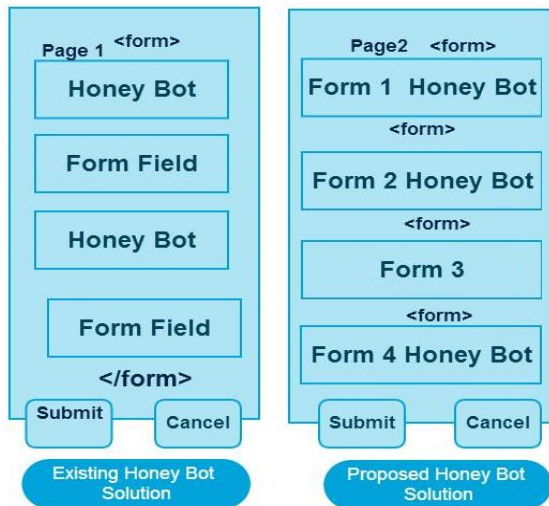 Page 1 <form>
Honey Bot
Form Field
Honey Bot
Form Field
</form>
Submit Cancel
Existing Honey Bot
Solution
Page2 <form>
Form 1 Honey Bot
<form>
Form 2 Honey Bot
<form>
Form 3
<form>
Form 4 Honey Bot
Submit Cancel
Proposed Honey Bot
Solution